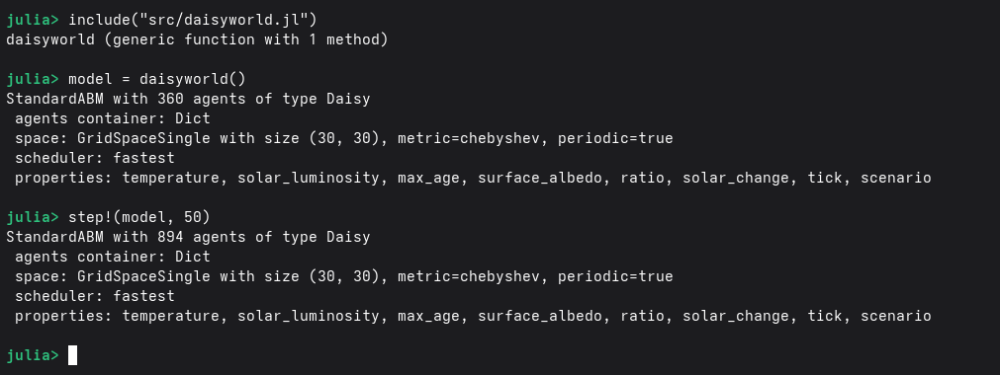 julia> include("src/daisyworld.jl")
daisyworld (generic function with 1 method)
julia> model = daisyworld()
StandardABM with 360 agents of type Daisy
 agents container: Dict
 space: GridSpaceSingle with size (30, 30), metric=chebyshev, periodic=true
 scheduler: fastest
 properties: temperature, solar_luminosity, max_age, surface_albedo, ratio, solar_change, tick, scenario
julia> step!(model, 50)
StandardABM with 894 agents of type Daisy
 agents container: Dict
 space: GridSpaceSingle with size (30, 30), metric=chebyshev, periodic=true
 scheduler: fastest
 properties: temperature, solar_luminosity, max_age, surface_albedo, ratio, solar_change, tick, scenario
julia>